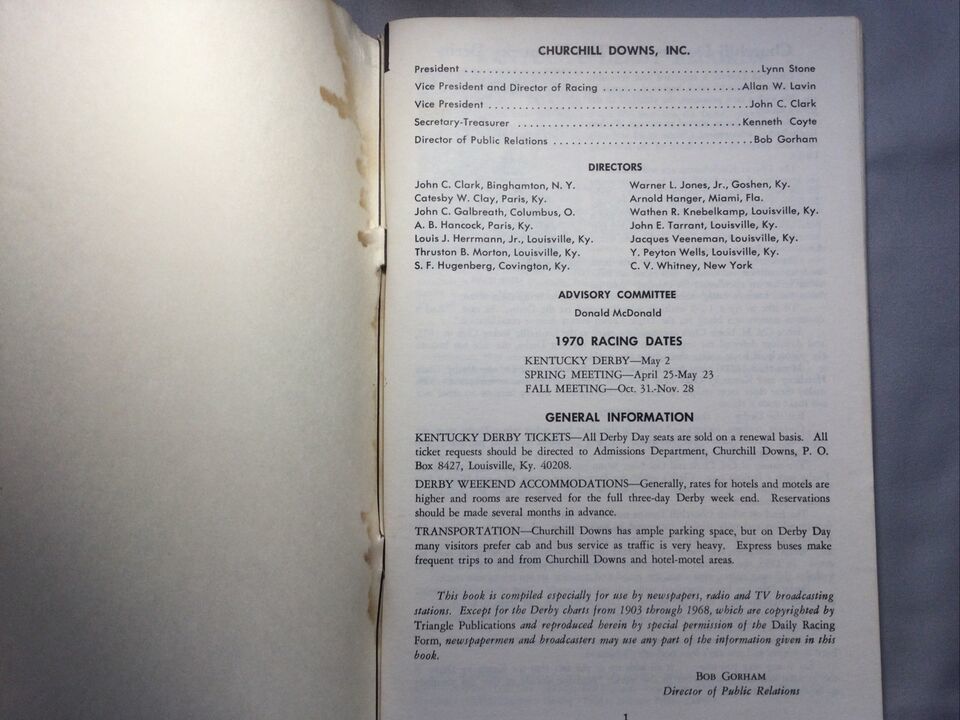 CHURCHILL DOWNS, INC.
President ................................................Lynn Stone
Vice President and Director of Racing .......................Allan W. Lavin
Vice President ..........................................John C. Clark
Secretary-Treasurer .....................................Kenneth Coyte
Director of Public Relations .................................Bob Gorham
DIRECTORS
John C. Clark, Binghamton, N. Y.
Catesby W. Clay, Paris, Ky.
John C. Galbreath, Columbus, O.
A. B. Hancock, Paris, Ky.
Louis J. Herrmann, Jr., Louisville, Ky.
Thruston B. Morton, Louisville, Ky.
S. F. Hugenberg, Covington, Ky.
Warner L. Jones, Jr., Goshen, Ky.
Arnold Hanger, Miami, Fla.
Wathen R. Knebelkamp, Louisville, Ky.
John E. Tarrant, Louisville, Ky.
Jacques Veeneman, Louisville, Ky.
Y. Peyton Wells, Louisville, Ky.
C. V. Whitney, New York
ADVISORY COMMITTEE
Donald McDonald
1970 RACING DATES
KENTUCKY DERBY—May 2
SPRING MEETING—April 25-May 23
FALL MEETING—Oct. 31.-Nov. 28
GENERAL INFORMATION
KENTUCKY DERBY TICKETS—All Derby Day seats are sold on a renewal basis. All
ticket requests should be directed to Admissions Department, Churchill Downs, P. O.
Box 8427, Louisville, Ky. 40208.
DERBY WEEKEND ACCOMMODATIONS—Generally, rates for hotels and motels are
higher and rooms are reserved for the full three-day Derby week end. Reservations
should be made several months in advance.
TRANSPORTATION—Churchill Downs has ample parking space, but on Derby Day
many visitors prefer cab and bus service as traffic is very heavy. Express buses make
frequent trips to and from Churchill Downs and hotel-motel areas.
This book is compiled especially for use by newspapers, radio and TV broadcasting
stations. Except for the Derby charts from 1903 through 1968, which are copyrighted by
Triangle Publications and reproduced herein by special permission of the Daily Racing
Form, newspapermen and broadcasters may use any part of the information given in this
book.
BOB GORHAM
Director of Public Relations
1